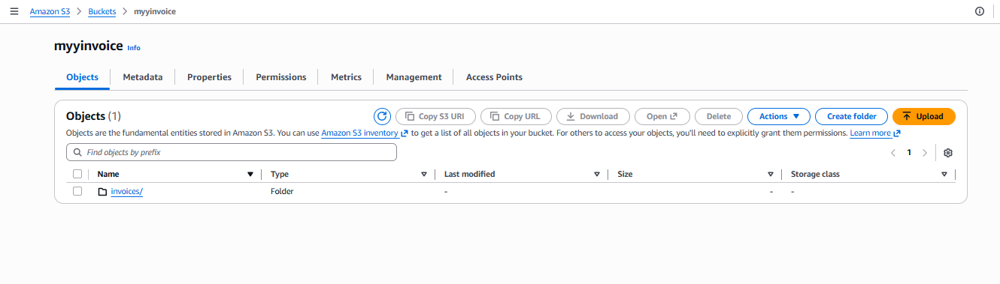 Amazon S3 > Buckets > myyinvoice
myyinvoice Info
Objects Metadata Properties Permissions Metrics Management Access Points
Objects (1) Copy S3 URI Copy URL Download Open Delete Actions Create folder Upload
Objects are the fundamental entities stored in Amazon S3. You can use Amazon S3 inventory to get a list of all objects in your bucket. For others to access your objects, you'll need to explicitly grant them permissions. Learn more
Find objects by prefix < 1 >
Name Type Last modified Size Storage class
invoices/ Folder - - -